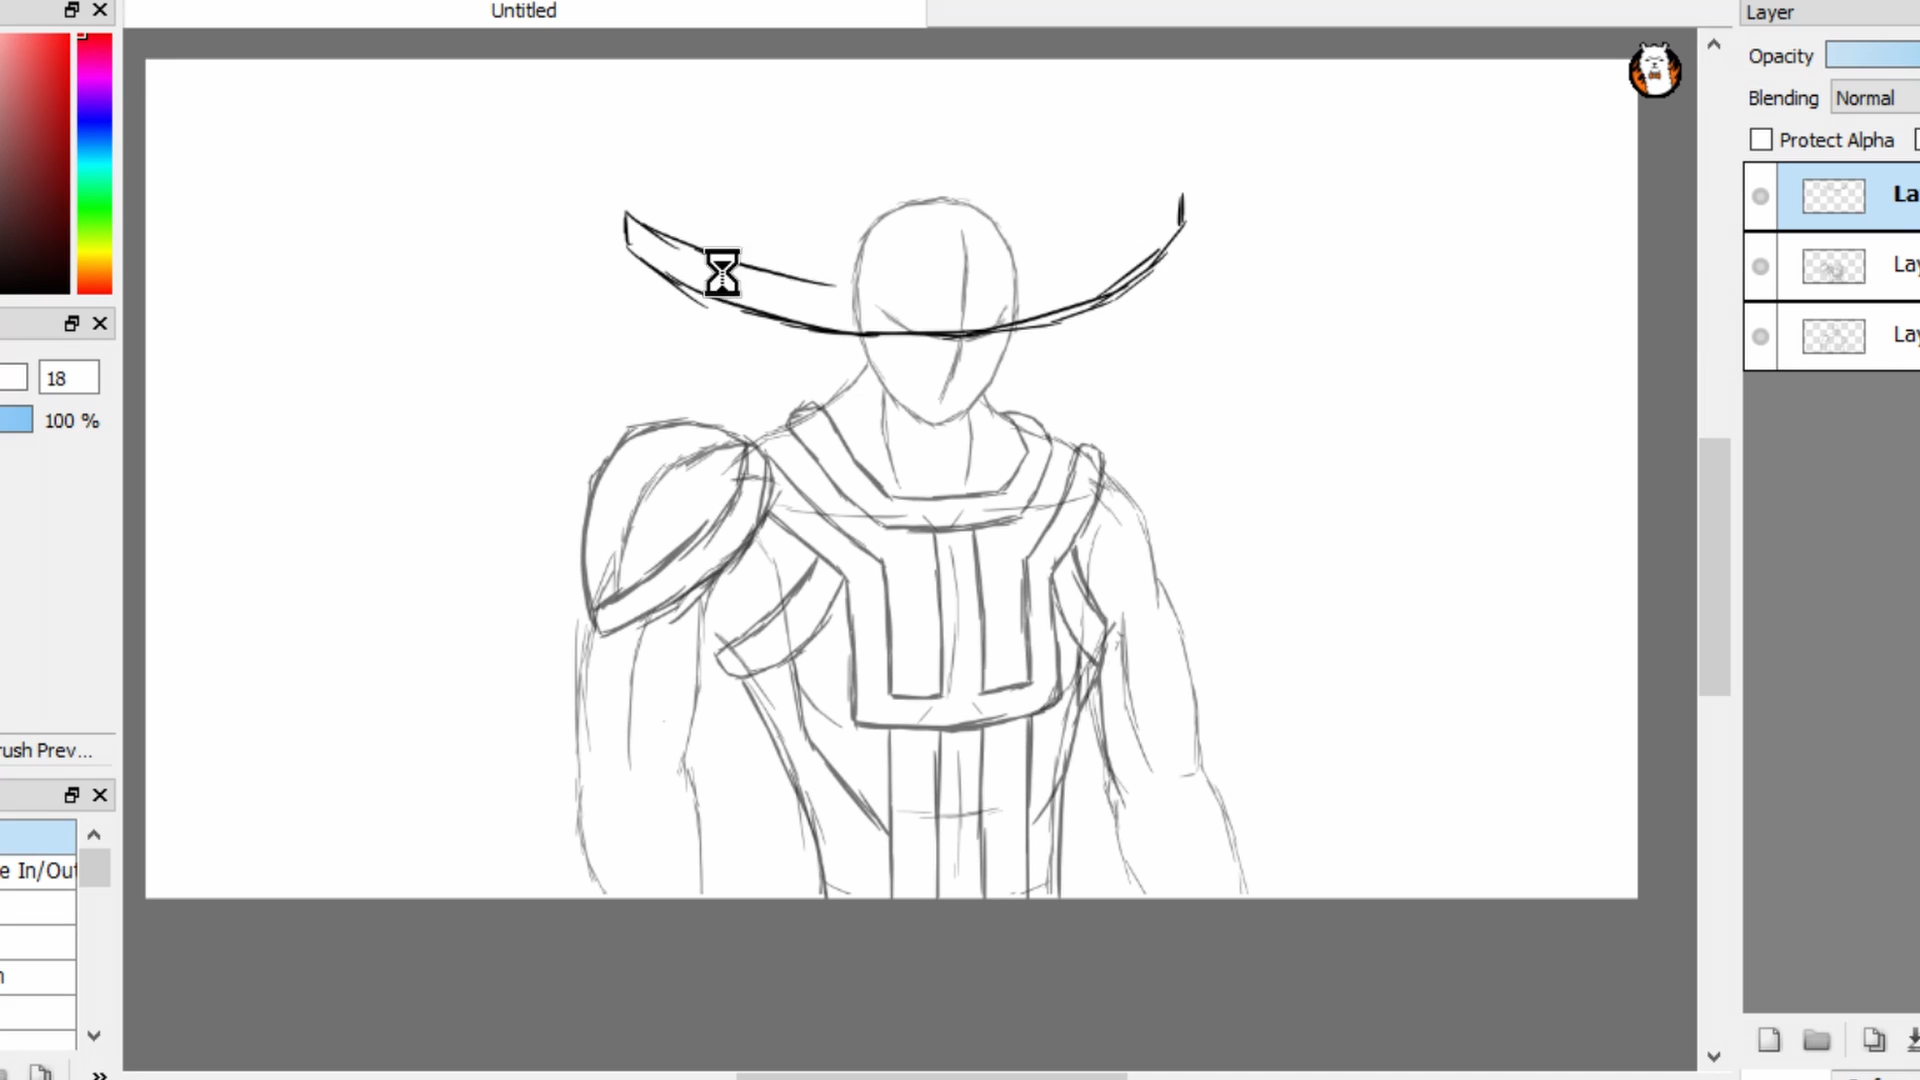 Untitled
Layer
Opacity
Blending Normal
Protect Alpha
La
Lay
Lay
18
100 %
rush Prev...
e In/Out
n